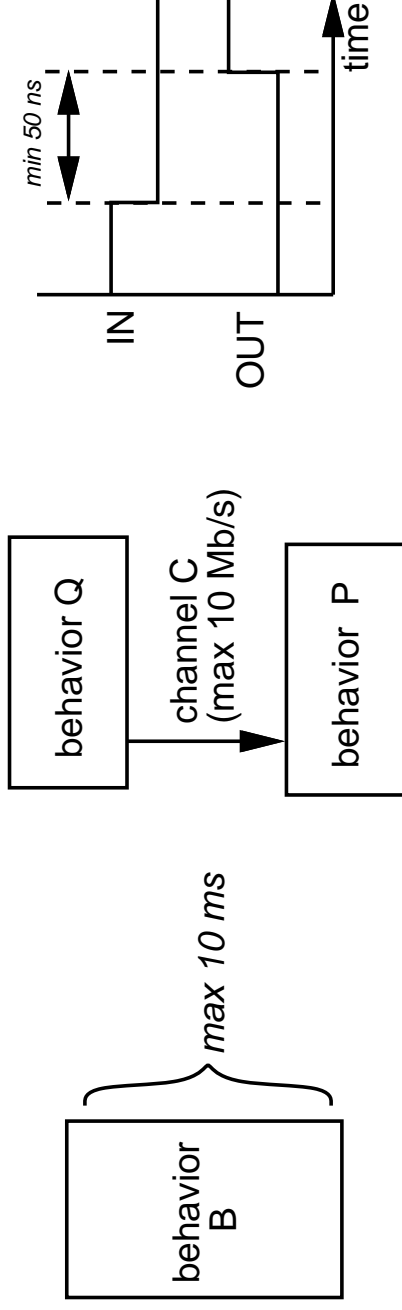 behavior
B
max 10 ms
behavior Q
channel C
(max 10 Mb/s)
behavior P
min 50 ns
IN
OUT
time